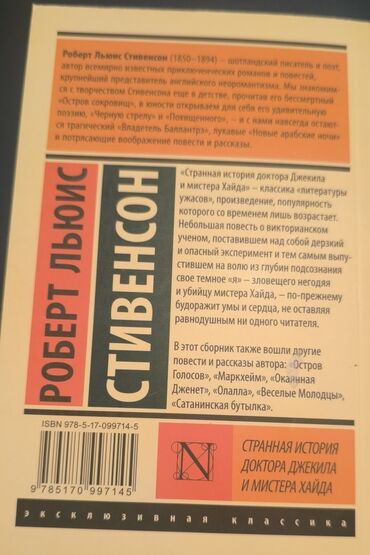 Роберт Льюис Стивенсон (1850–1894) – шотландский писатель и поэт,
автор всемирно известных приключенческих романов и повестей,
крупнейший представитель английского неоромантизма. Мы знакомим-
ся с творчеством Стивенсона еще в детстве, прочитав его бессмертный
«Остров сокровищ», в юности открываем для себя его удивительную
поэзию, «Черную стрелу» и «Похищенного», – и с нами навсегда остают-
ся трагический «Владетель Баллантрэ», лукавые «Новые арабские ночи»
и потрясающие воображение повести и рассказы.
РОБЕРТ ЛЬЮИС
СТИВЕНСОН
«Странная история доктора Джекила
и мистера Хайда» – классика «литературы
ужасов», произведение, популярность
которого со временем лишь возрастает.
Небольшая повесть о викторианском
ученом, поставившем над собой дерзкий
и опасный эксперимент и тем самым выпу-
стившем на волю из глубин подсознания
свое темное «я» – зловещего негодяя
и убийцу мистера Хайда, – по-прежнему
будоражит умы и сердца, не оставляя
равнодушным ни одного читателя.
В этот сборник также вошли другие
повести и рассказы автора: «Остров
Голосов», «Маркхейм», «Окаянная
Дженет», «Олалла», «Веселые Молодцы»,
«Сатанинская бутылка».
ISBN 978-5-17-099714-5
9 785170 997145
N
СТРАННАЯ ИСТОРИЯ
ДОКТОРА ДЖЕКИЛА
И МИСТЕРА ХАЙДА
эксклюзивная классика